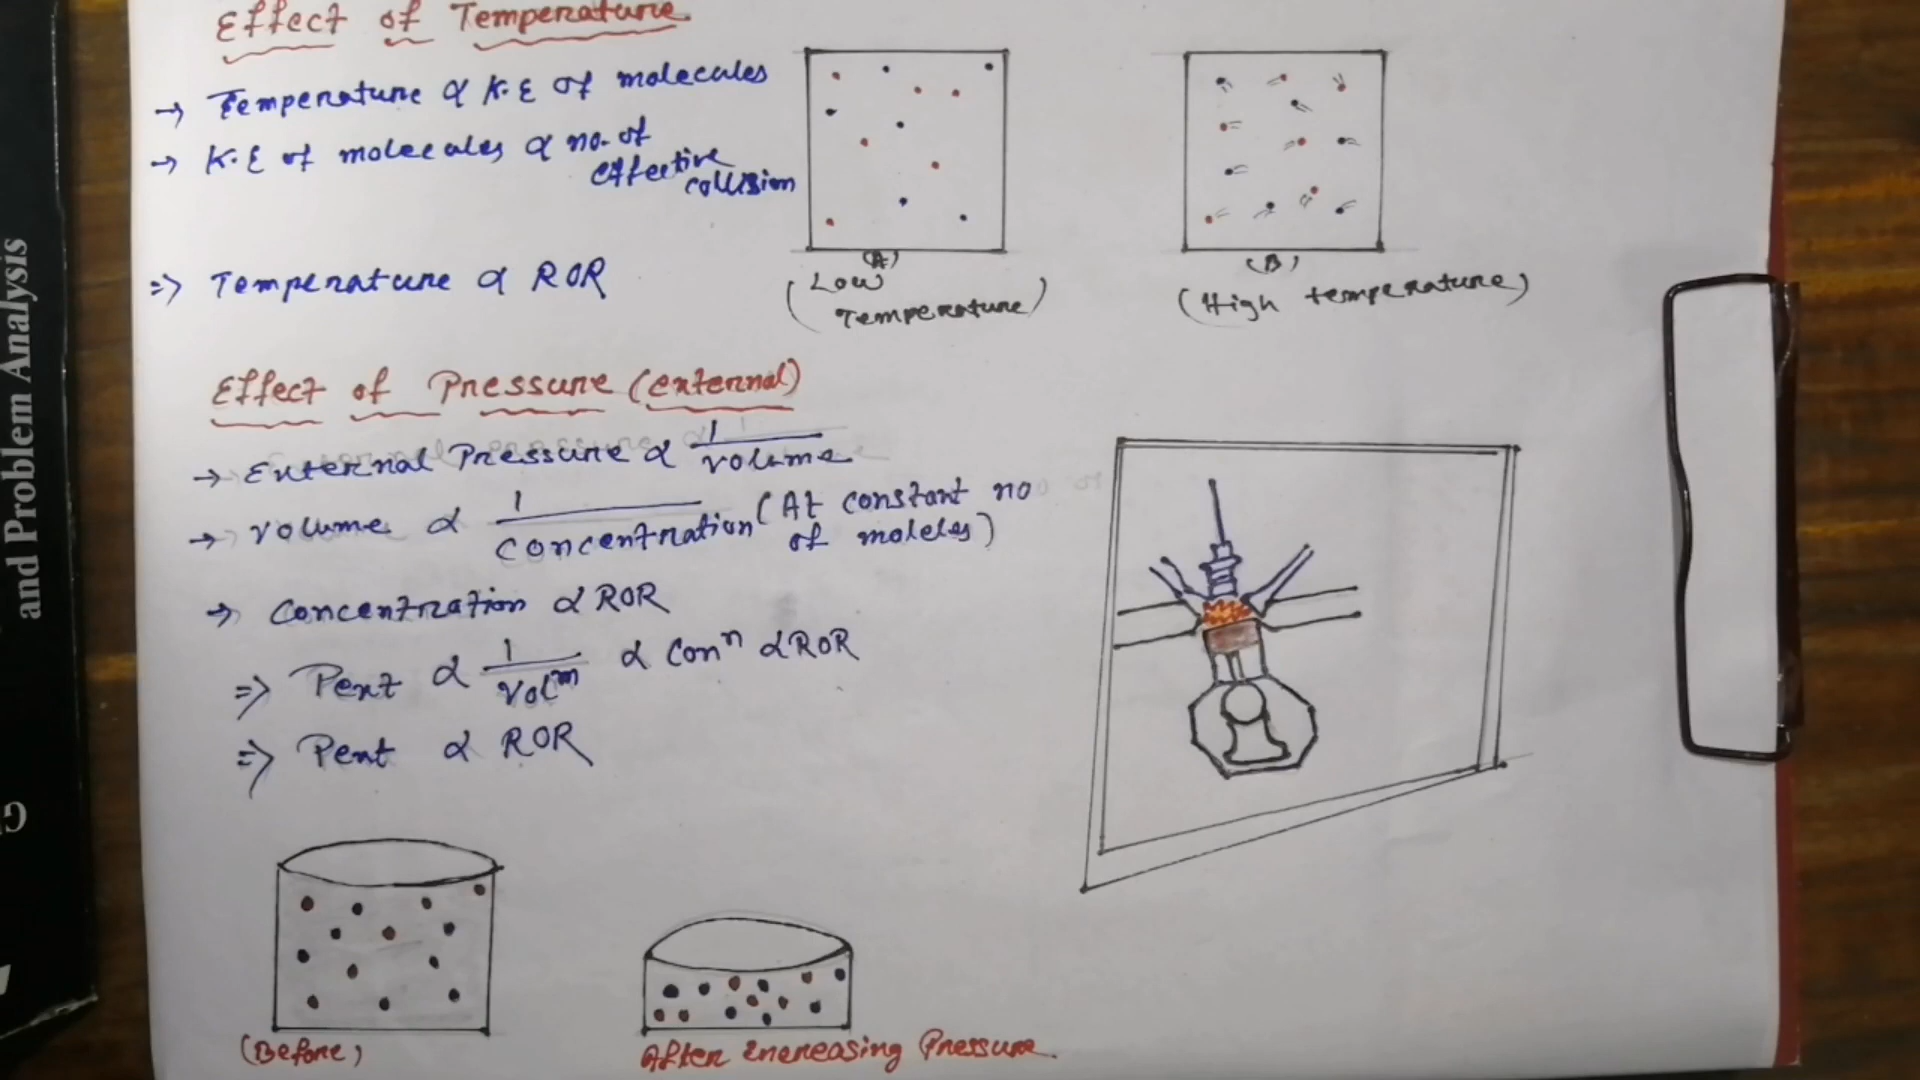 Effect of Temperature
→ Temperature α K.E of molecules
→ K.E of molecules α no. of
effective
collision
⇒ Temperature α ROR
(A)
(Low
Temperature)
(B)
(High temperature)
Effect of Pressure (external)
→ External Pressure α 1/volume
→ volume α 1/concentration (At constant no
of moleles)
→ Concentration α ROR
⇒ Pext α 1/Vol^m α Con^n α ROR
⇒ Pext α ROR
(Before)
After increasing Pressure.
and Problem Analysis